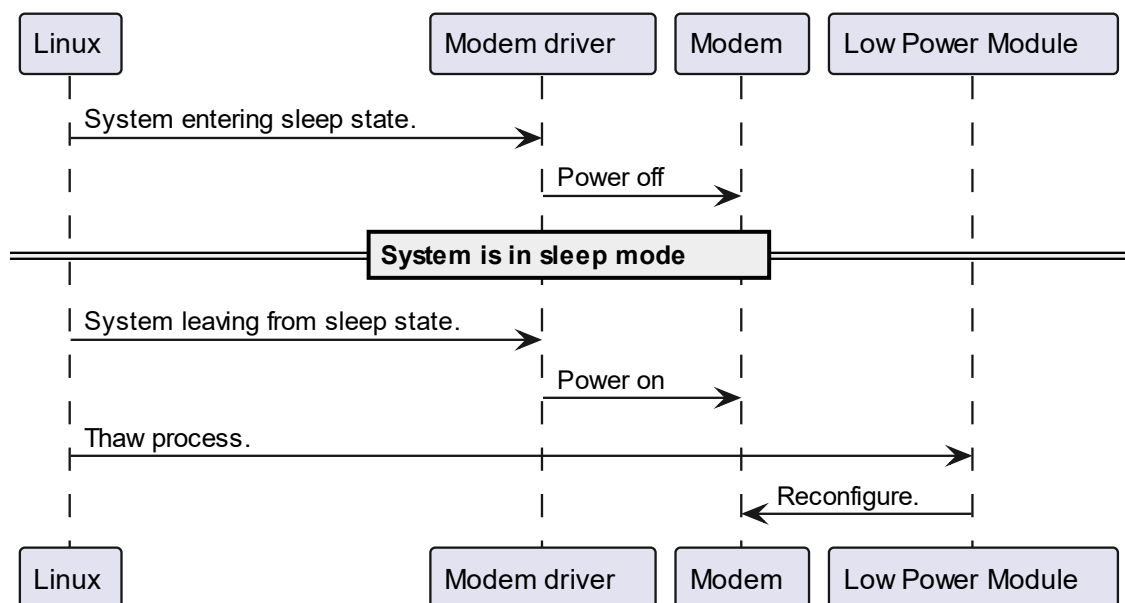 Linux
Modem driver
Modem
Low Power Module
System entering sleep state.
Power off
System is in sleep mode
System leaving from sleep state.
Power on
Thaw process.
Reconfigure.
Linux
Modem driver
Modem
Low Power Module